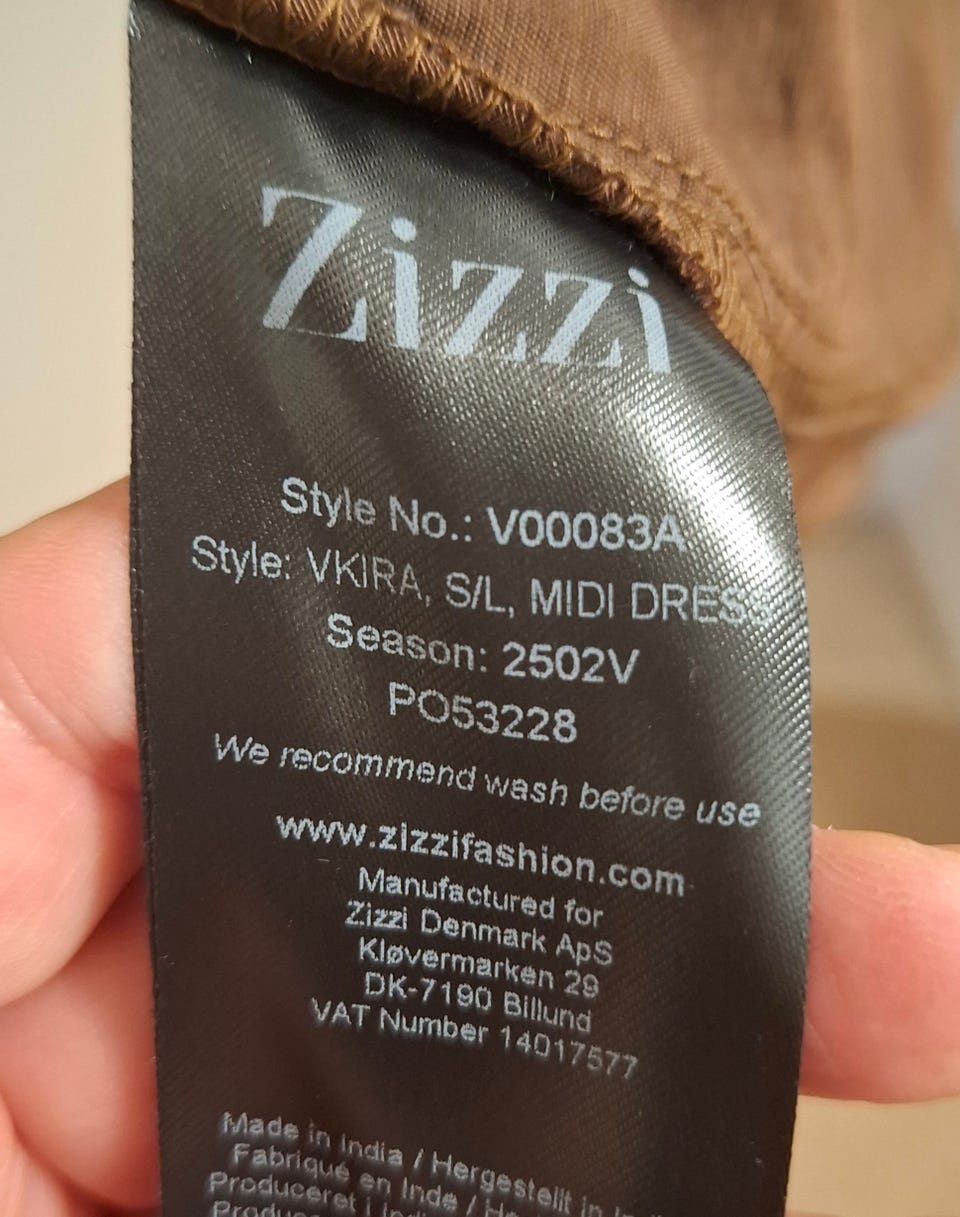 Zizzi
Style No.: V00083A
Style: VKIRA, S/L, MIDI DRESS
Season: 2502V
PO53228
We recommend wash before use
www.zizzifashion.com
Manufactured for
Zizzi Denmark ApS
Kløvermarken 29
DK-7190 Billund
VAT Number 14017577
Made in India / Hergestellt in
Fabriqué en Inde /
Produceret i